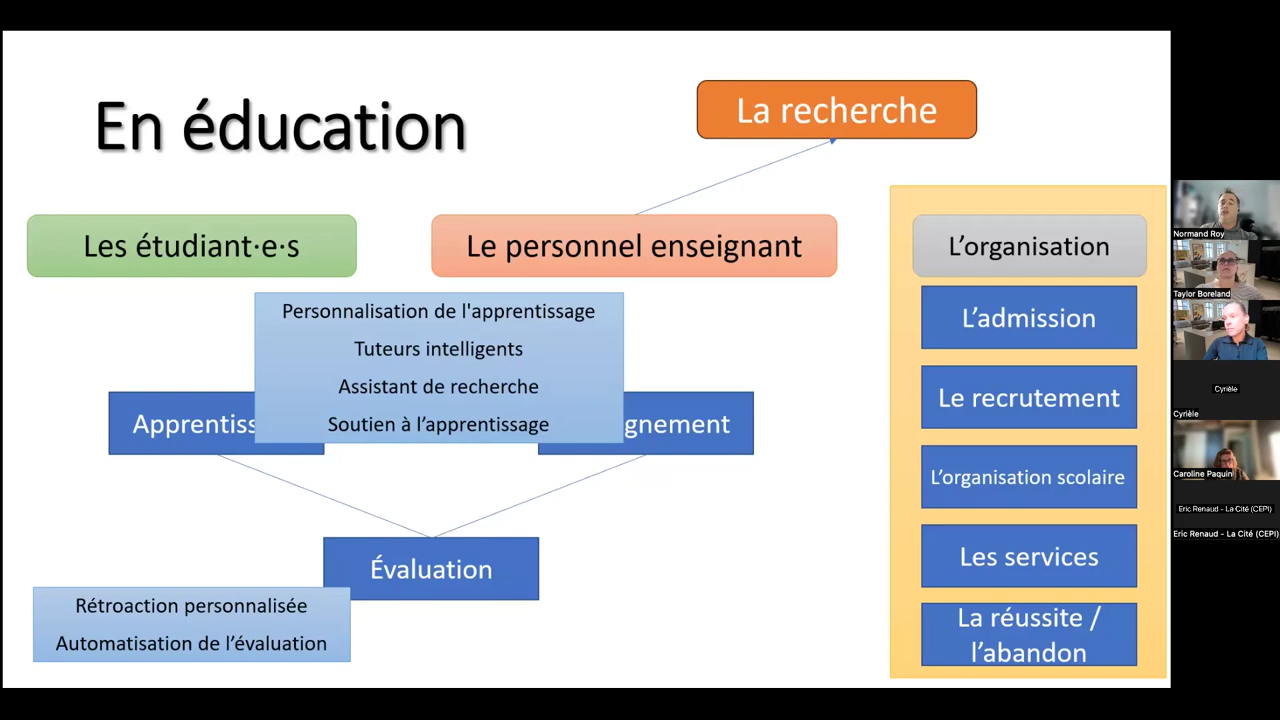 En éducation
La recherche
Les étudiant·e·s
Le personnel enseignant
L’organisation
Personnalisation de l'apprentissage
Tuteurs intelligents
Assistant de recherche
Soutien à l’apprentissage
Apprentiss
gnement
Évaluation
Rétroaction personnalisée
Automatisation de l’évaluation
L’admission
Le recrutement
L’organisation scolaire
Les services
La réussite /
l’abandon
Normand Roy
Taylor Boreland
Cyrièle
Cyrièle
Caroline Paquin
Eric Renaud - La Cité (CEPI)
Eric Renaud - La Cité (CEPI)